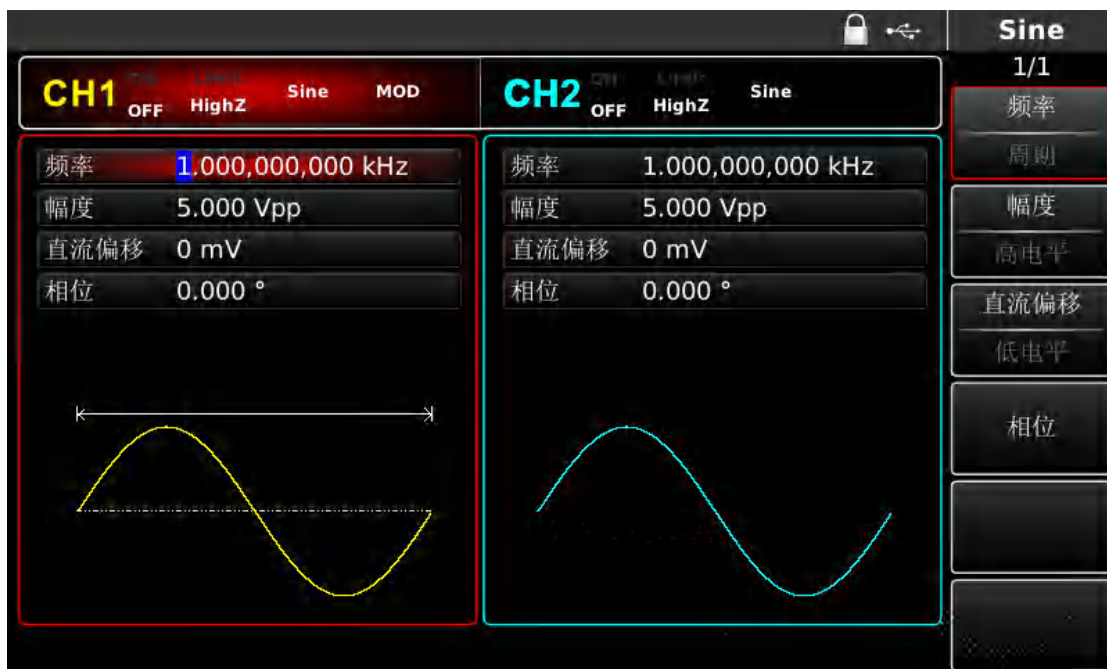 Sine
1/1
CH1 OFF HighZ Sine MOD
CH2 OFF HighZ Sine
频率 1.000,000,000 kHz
幅度 5.000 Vpp
直流偏移 0 mV
相位 0.000 °
频率 1.000,000,000 kHz
幅度 5.000 Vpp
直流偏移 0 mV
相位 0.000 °
频率
周期
幅度
高电平
直流偏移
低电平
相位